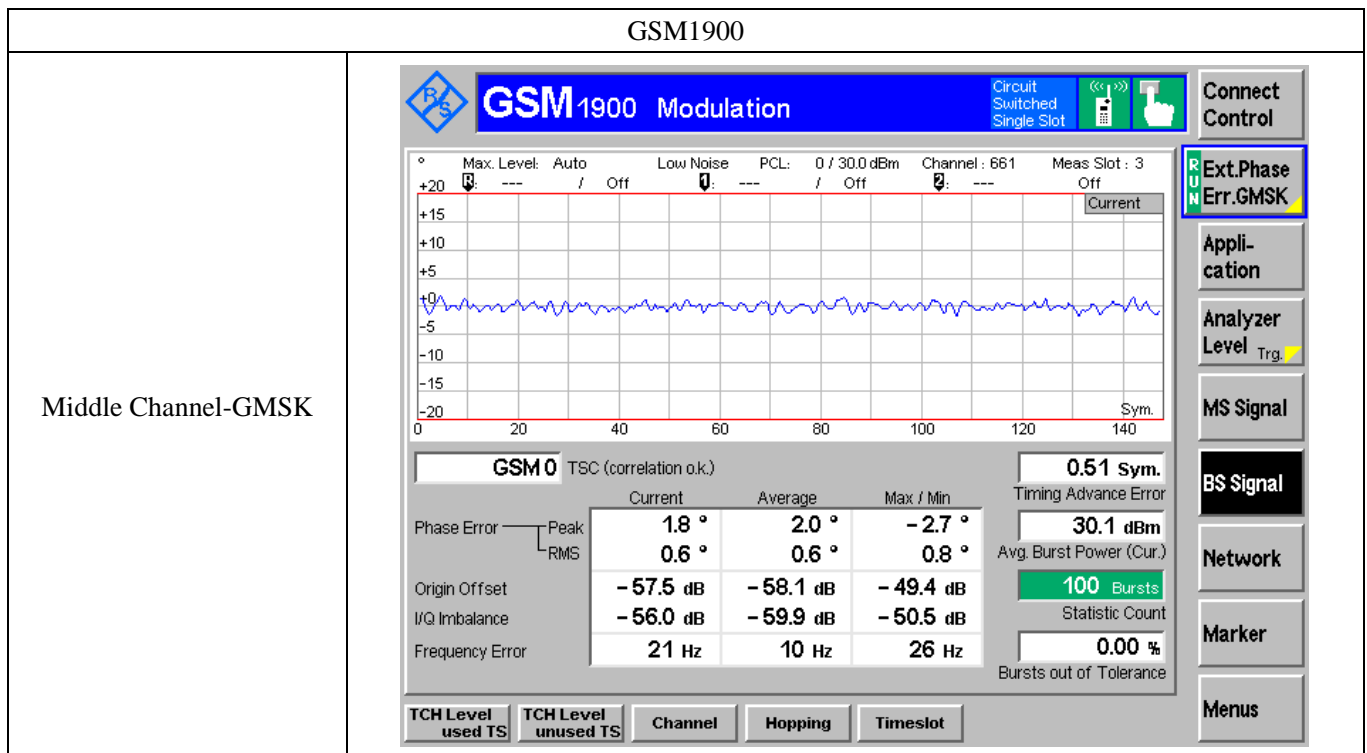 GSM1900
Middle Channel-GMSK
R/S
GSM 1900 Modulation
Circuit
Switched
Single Slot
Connect
Control
° Max. Level: Auto Low Noise PCL: 0 / 30.0 dBm Channel : 661 Meas Slot : 3
R: --- / Off 1: --- / Off 2: --- Off
+20
Current
+15
+10
+5
+0
-5
-10
-15
-20
Sym.
0 20 40 60 80 100 120 140
RUN
Ext.Phase
Err.GMSK
Appli-
cation
Analyzer
Level Trg.
MS Signal
BS Signal
Network
Marker
Menus
GSM 0 TSC (correlation o.k.)
Current Average Max / Min
Phase Error Peak 1.8 ° 2.0 ° - 2.7 °
RMS 0.6 ° 0.6 ° 0.8 °
Origin Offset - 57.5 dB - 58.1 dB - 49.4 dB
I/Q Imbalance - 56.0 dB - 59.9 dB - 50.5 dB
Frequency Error 21 Hz 10 Hz 26 Hz
0.51 Sym.
Timing Advance Error
30.1 dBm
Avg. Burst Power (Cur.)
100 Bursts
Statistic Count
0.00 %
Bursts out of Tolerance
TCH Level
used TS
TCH Level
unused TS
Channel
Hopping
Timeslot